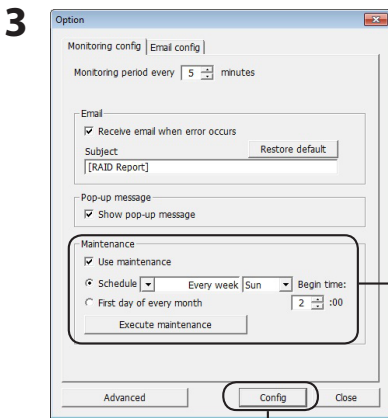 3
Option
Monitoring config Email config
Monitoring period every 5 minutes
Email
Receive email when error occurs
Subject Restore default
[RAID Report]
Pop-up message
Show pop-up message
Maintenance
Use maintenance
Schedule Every week Sun Begin time:
First day of every month 2 :00
Execute maintenance
Advanced Config Close